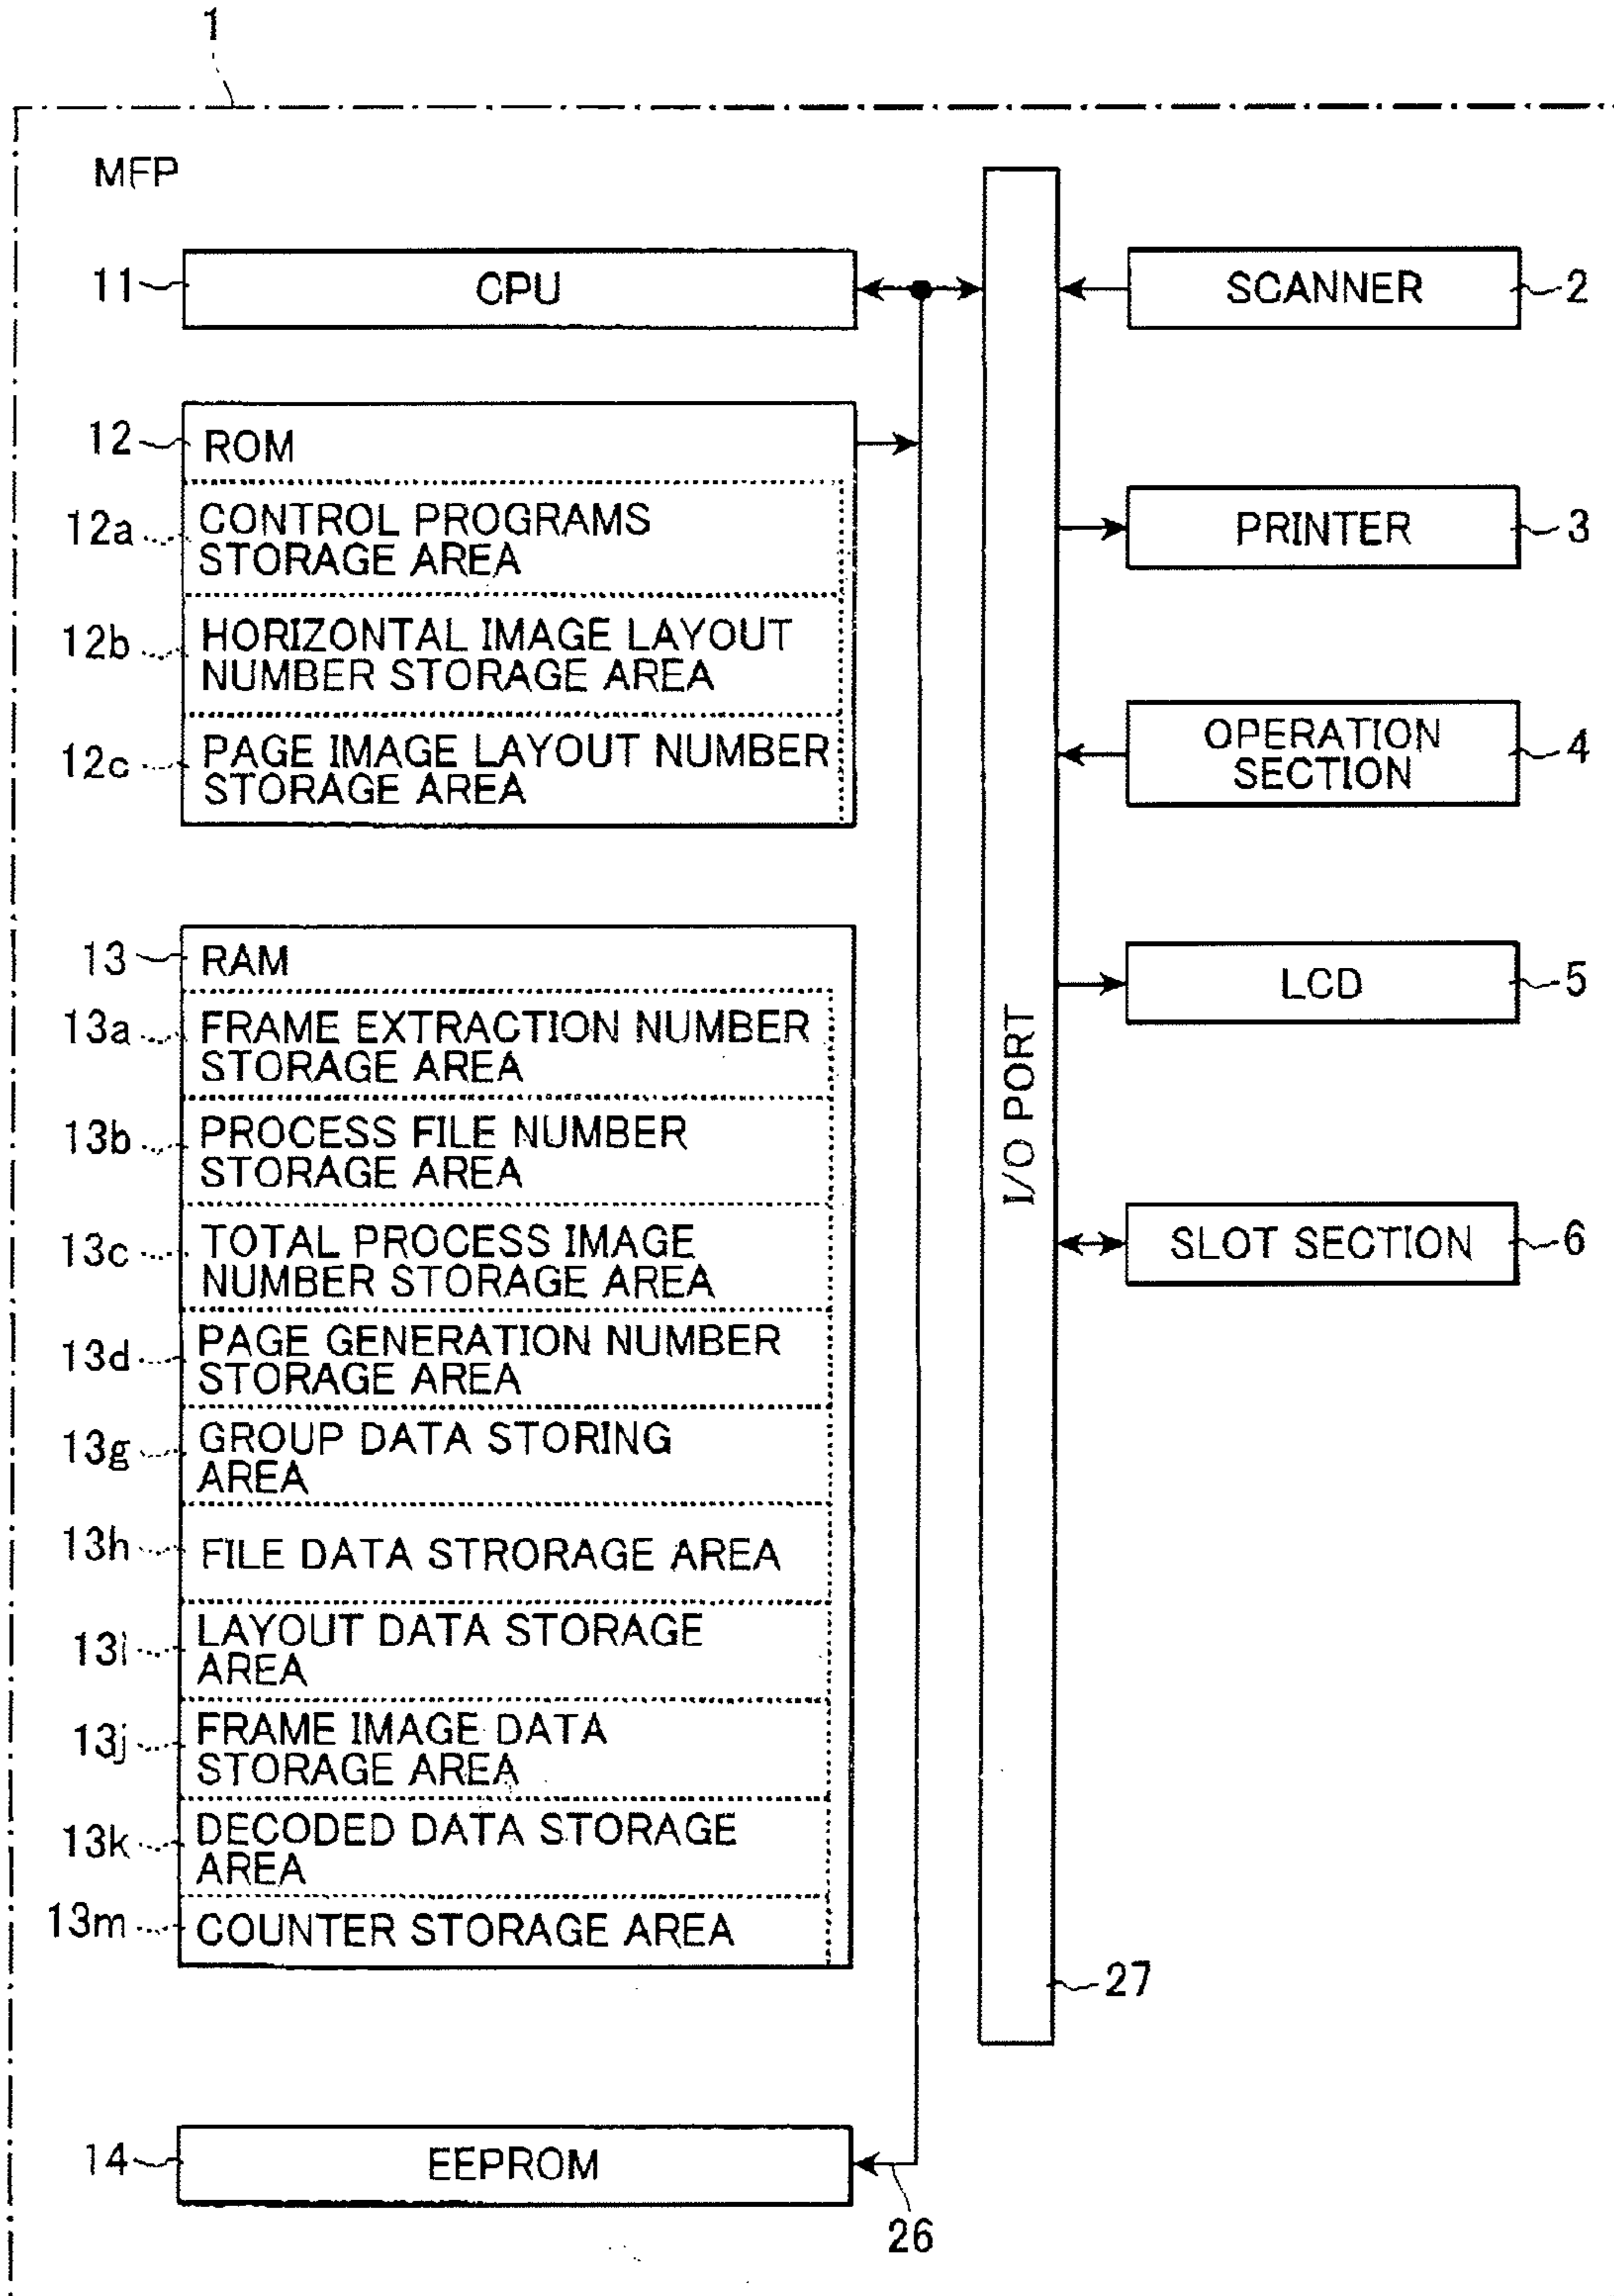 1
MFP
11
CPU
SCANNER
2
12
ROM
12a
CONTROL PROGRAMS
STORAGE AREA
PRINTER
3
12b
HORIZONTAL IMAGE LAYOUT
NUMBER STORAGE AREA
12c
PAGE IMAGE LAYOUT NUMBER
STORAGE AREA
OPERATION
SECTION
4
13
RAM
LCD
5
13a
FRAME EXTRACTION NUMBER
STORAGE AREA
I/O PORT
13b
PROCESS FILE NUMBER
STORAGE AREA
13c
TOTAL PROCESS IMAGE
NUMBER STORAGE AREA
SLOT SECTION
6
13d
PAGE GENERATION NUMBER
STORAGE AREA
13g
GROUP DATA STORING
AREA
13h
FILE DATA STRORAGE AREA
13i
LAYOUT DATA STORAGE
AREA
13j
FRAME IMAGE DATA
STORAGE AREA
13k
DECODED DATA STORAGE
AREA
13m
COUNTER STORAGE AREA
27
14
EEPROM
26